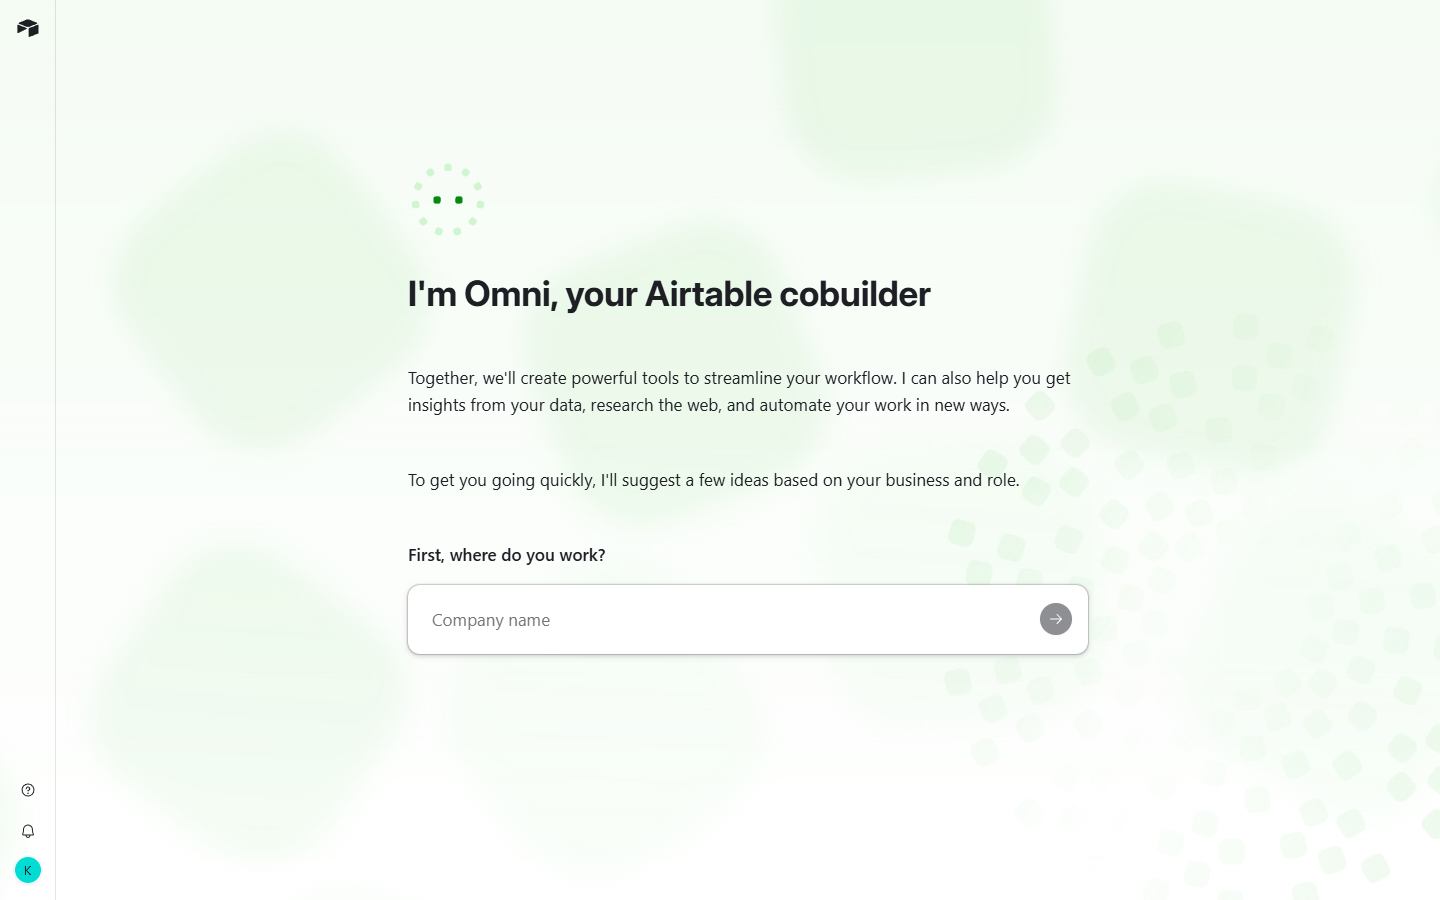 I'm Omni, your Airtable cobuilder
Together, we'll create powerful tools to streamline your workflow. I can also help you get
insights from your data, research the web, and automate your work in new ways.
To get you going quickly, I'll suggest a few ideas based on your business and role.
First, where do you work?
Company name
K